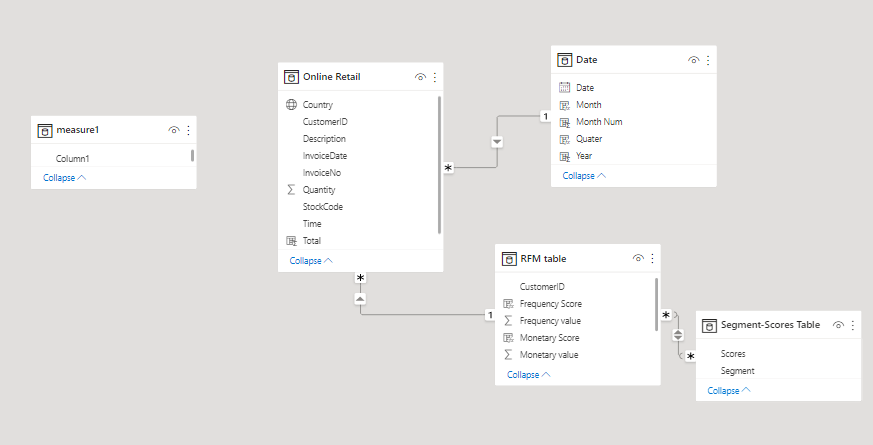 measure1
Column1
Collapse
Online Retail
Country
CustomerID
Description
InvoiceDate
InvoiceNo
Quantity
StockCode
Time
Total
Collapse
*
*
1
Date
Date
Month
Month Num
Quater
Year
Collapse
1
RFM table
CustomerID
Frequency Score
Frequency value
Monetary Score
Monetary value
Collapse
*
*
Segment-Scores Table
Scores
Segment
Collapse